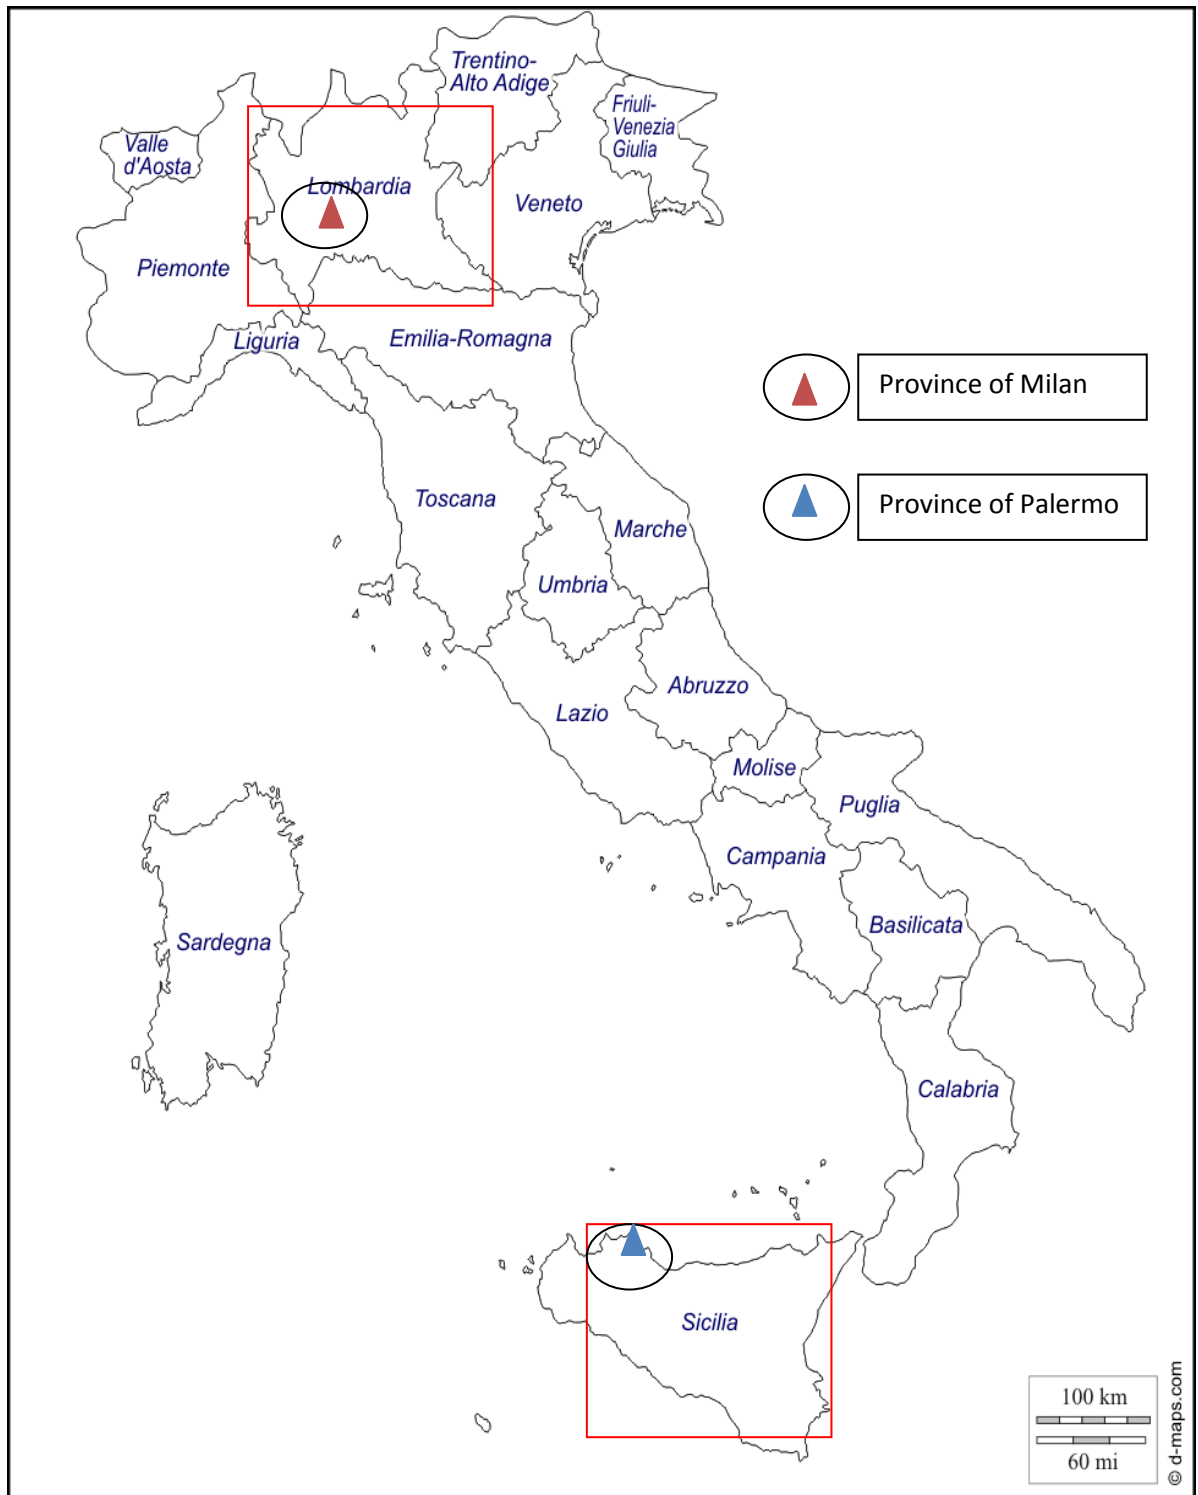 Trentino-
Alto Adige
Friuli-
Venezia
Giulia
Valle
d'Aosta
Lombardia
Veneto
Piemonte
Liguria
Emilia-Romagna
Province of Milan
Toscana
Province of Palermo
Marche
Umbria
Abruzzo
Lazio
Molise
Puglia
Campania
Basilicata
Sardegna
Calabria
Sicilia
100 km
60 mi
© d-maps.com